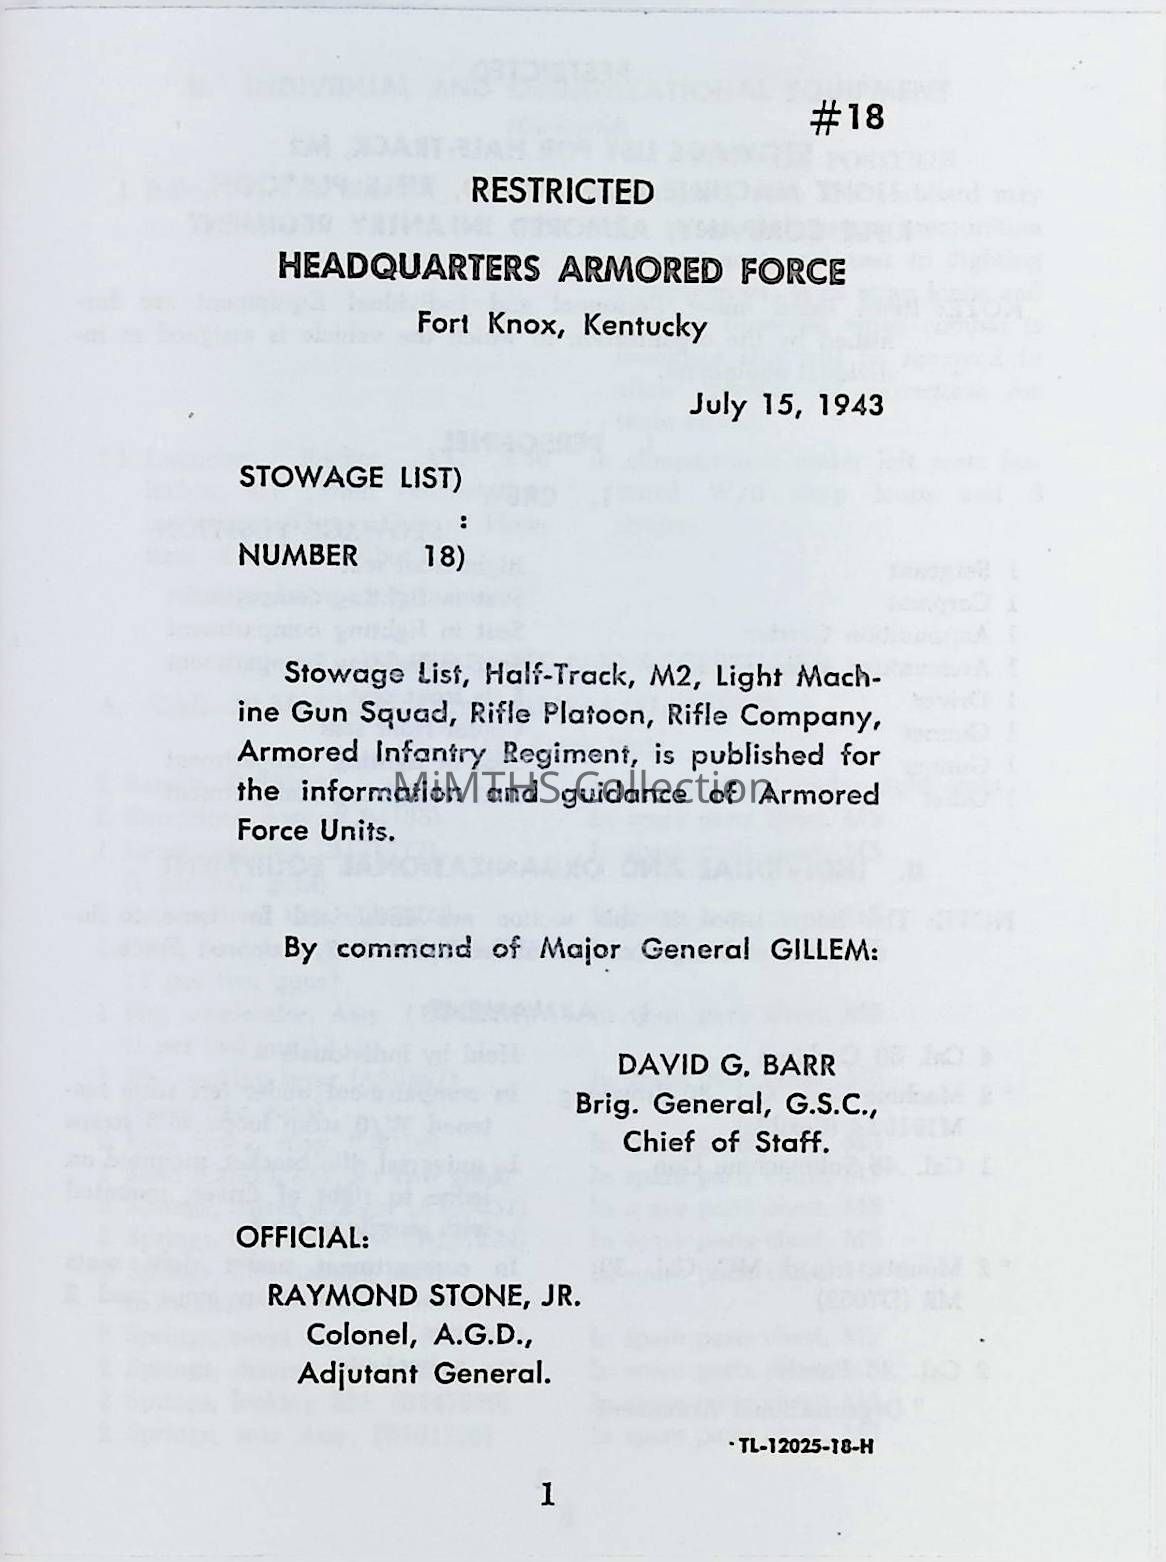 #18
RESTRICTED
HEADQUARTERS ARMORED FORCE
Fort Knox, Kentucky
July 15, 1943
STOWAGE LIST)
:
NUMBER 18)
Stowage List, Half-Track, M2, Light Mach-
ine Gun Squad, Rifle Platoon, Rifle Company,
Armored Infantry Regiment, is published for
the information and guidance of Armored
Force Units.
MiMTHS Collection
By command of Major General GILLEM:
DAVID G. BARR
Brig. General, G.S.C.,
Chief of Staff.
OFFICIAL:
RAYMOND STONE, JR.
Colonel, A.G.D.,
Adjutant General.
TL-12025-18-H
1